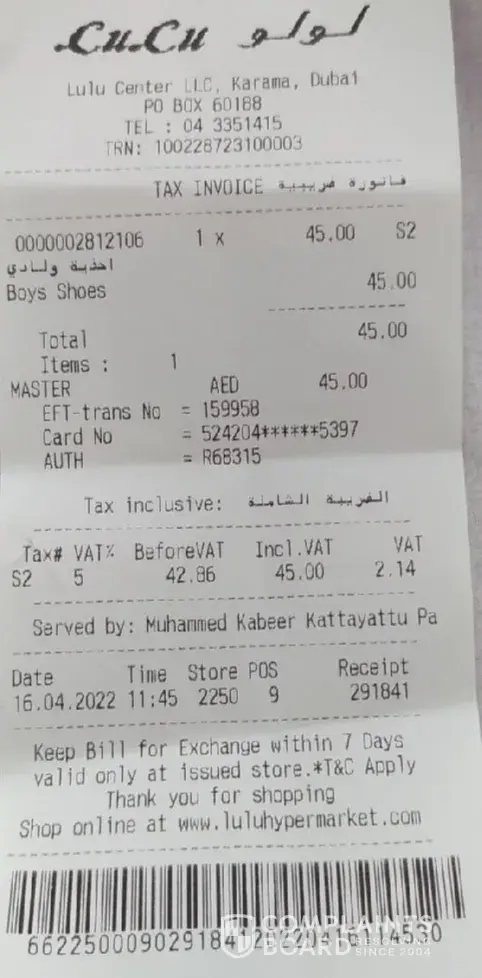 LuLu لولو
Lulu Center LLC, Karama, Dubai
PO BOX 60188
TEL : 04 3351415
TRN: 100228723100003
TAX INVOICE فاتورة ضريبية
0000002812106 1 x 45.00 S2
احذية ولادي
Boys Shoes 45.00
Total 45.00
Items : 1
MASTER AED 45.00
EFT-trans No = 159958
Card No = 524204******5397
AUTH = R68315
Tax inclusive: الضريبة الشاملة
Tax# VAT% BeforeVAT Incl.VAT VAT
S2 5 42.86 45.00 2.14
Served by: Muhammed Kabeer Kattayattu Pa
Date Time Store POS Receipt
16.04.2022 11:45 2250 9 291841
Keep Bill for Exchange within 7 Days
valid only at issued store.*T&C Apply
Thank you for shopping
Shop online at www.luluhypermarket.com
COMPLAINTS
BOARD RESOLVING SINCE 2004